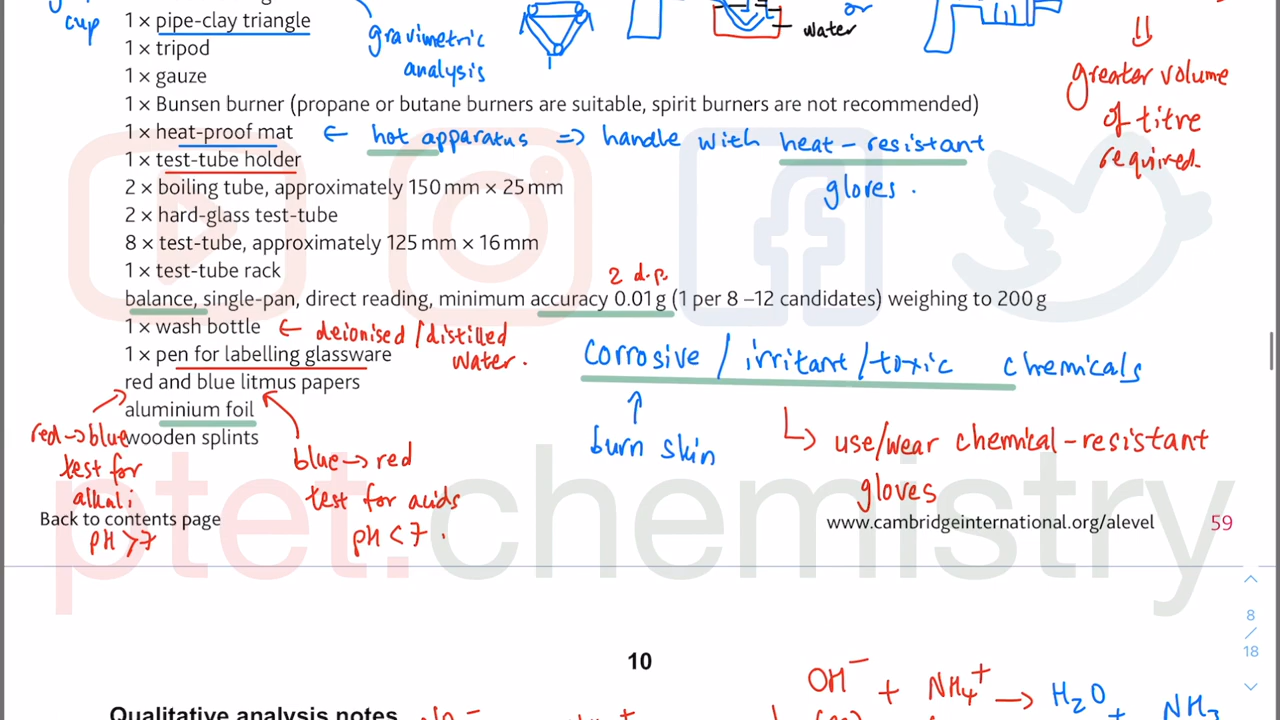 cup
1 × pipe-clay triangle
1 × tripod
1 × gauze
gravimetric
analysis
or
water
⇓
greater volume
of titre
required.
1 × Bunsen burner (propane or butane burners are suitable, spirit burners are not recommended)
1 × heat-proof mat ← hot apparatus => handle with heat-resistant
gloves.
1 × test-tube holder
2 × boiling tube, approximately 150 mm × 25 mm
2 × hard-glass test-tube
8 × test-tube, approximately 125 mm × 16 mm
1 × test-tube rack
2 d.p.
balance, single-pan, direct reading, minimum accuracy 0.01 g (1 per 8 –12 candidates) weighing to 200 g
1 × wash bottle ← deionised/distilled
water.
1 × pen for labelling glassware
red and blue litmus papers
aluminium foil
wooden splints
corrosive / irritant/toxic chemicals
↑
burn skin
↳ use/wear chemical-resistant
gloves
red→blue
test for
alkali
pH >7
blue→red
test for acids
pH < 7.
Back to contents page
www.cambridgeinternational.org/alevel 59
ptet.chemistry
8
/
18
10
OH⁻ + NH4⁺ → H2O + NH3
Qualitative analysis notes